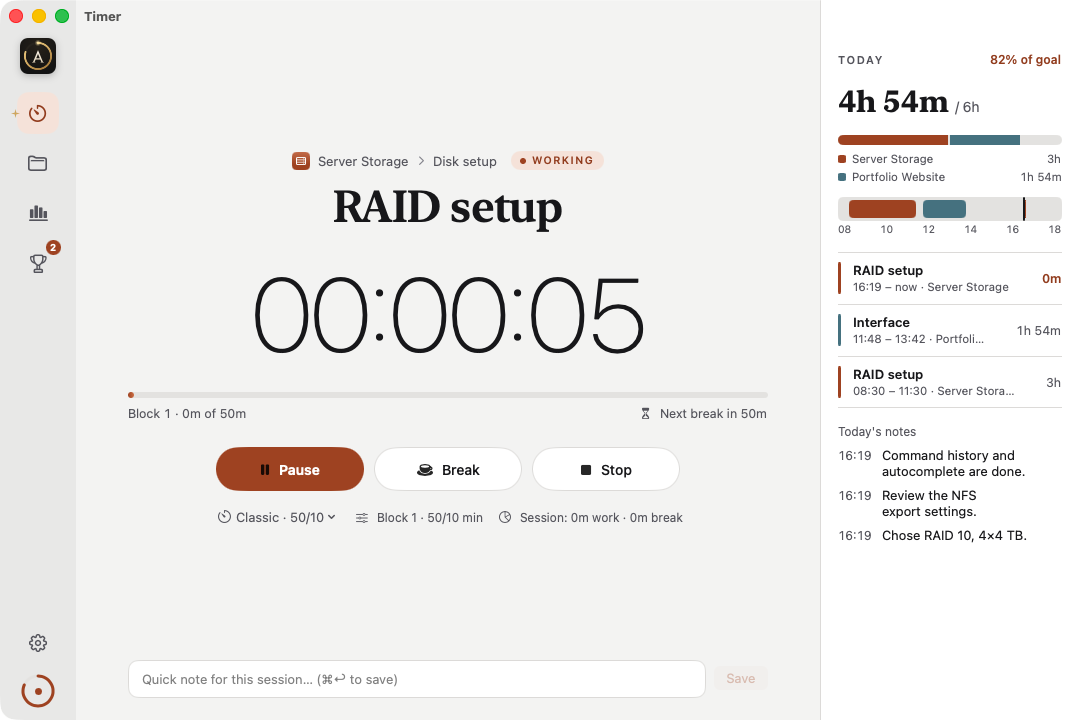 Timer
A
2
Server Storage
Disk setup
WORKING
RAID setup
00:00:05
Block 1 · 0m of 50m
Next break in 50m
Pause
Break
Stop
Classic · 50/10
Block 1 · 50/10 min
Session: 0m work · 0m break
Quick note for this session... (⌘↩ to save)
Save
TODAY
82% of goal
4h 54m / 6h
Server Storage 3h
Portfolio Website 1h 54m
08 10 12 14 16 18
RAID setup
16:19 – now · Server Storage
0m
Interface
11:48 – 13:42 · Portfoli...
1h 54m
RAID setup
08:30 – 11:30 · Server Stora...
3h
Today's notes
16:19 Command history and
autocomplete are done.
16:19 Review the NFS
export settings.
16:19 Chose RAID 10, 4×4 TB.